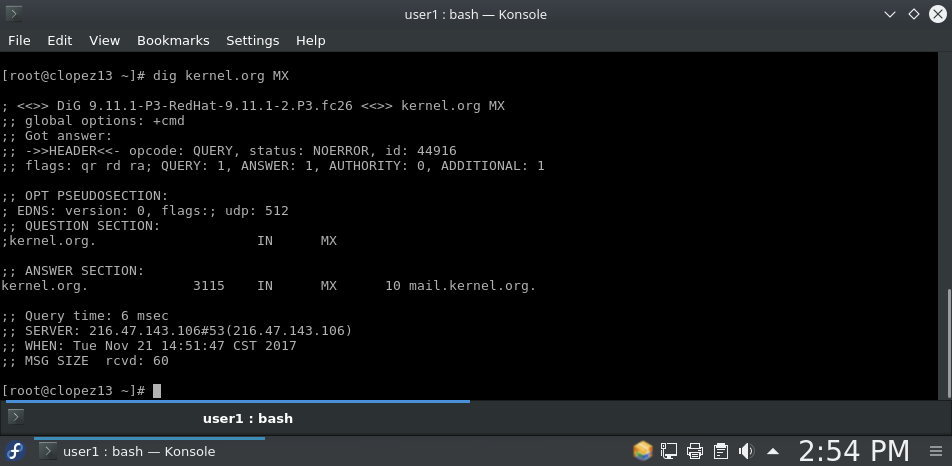 user1 : bash — Konsole
File Edit View Bookmarks Settings Help
[root@clopez13 ~]# dig kernel.org MX
; <<>> DiG 9.11.1-P3-RedHat-9.11.1-2.P3.fc26 <<>> kernel.org MX
;; global options: +cmd
;; Got answer:
;; ->>HEADER<<- opcode: QUERY, status: NOERROR, id: 44916
;; flags: qr rd ra; QUERY: 1, ANSWER: 1, AUTHORITY: 0, ADDITIONAL: 1
;; OPT PSEUDOSECTION:
; EDNS: version: 0, flags:; udp: 512
;; QUESTION SECTION:
;kernel.org. IN MX
;; ANSWER SECTION:
kernel.org. 3115 IN MX 10 mail.kernel.org.
;; Query time: 6 msec
;; SERVER: 216.47.143.106#53(216.47.143.106)
;; WHEN: Tue Nov 21 14:51:47 CST 2017
;; MSG SIZE  rcvd: 60
[root@clopez13 ~]#
user1 : bash
user1 : bash — Konsole
2:54 PM